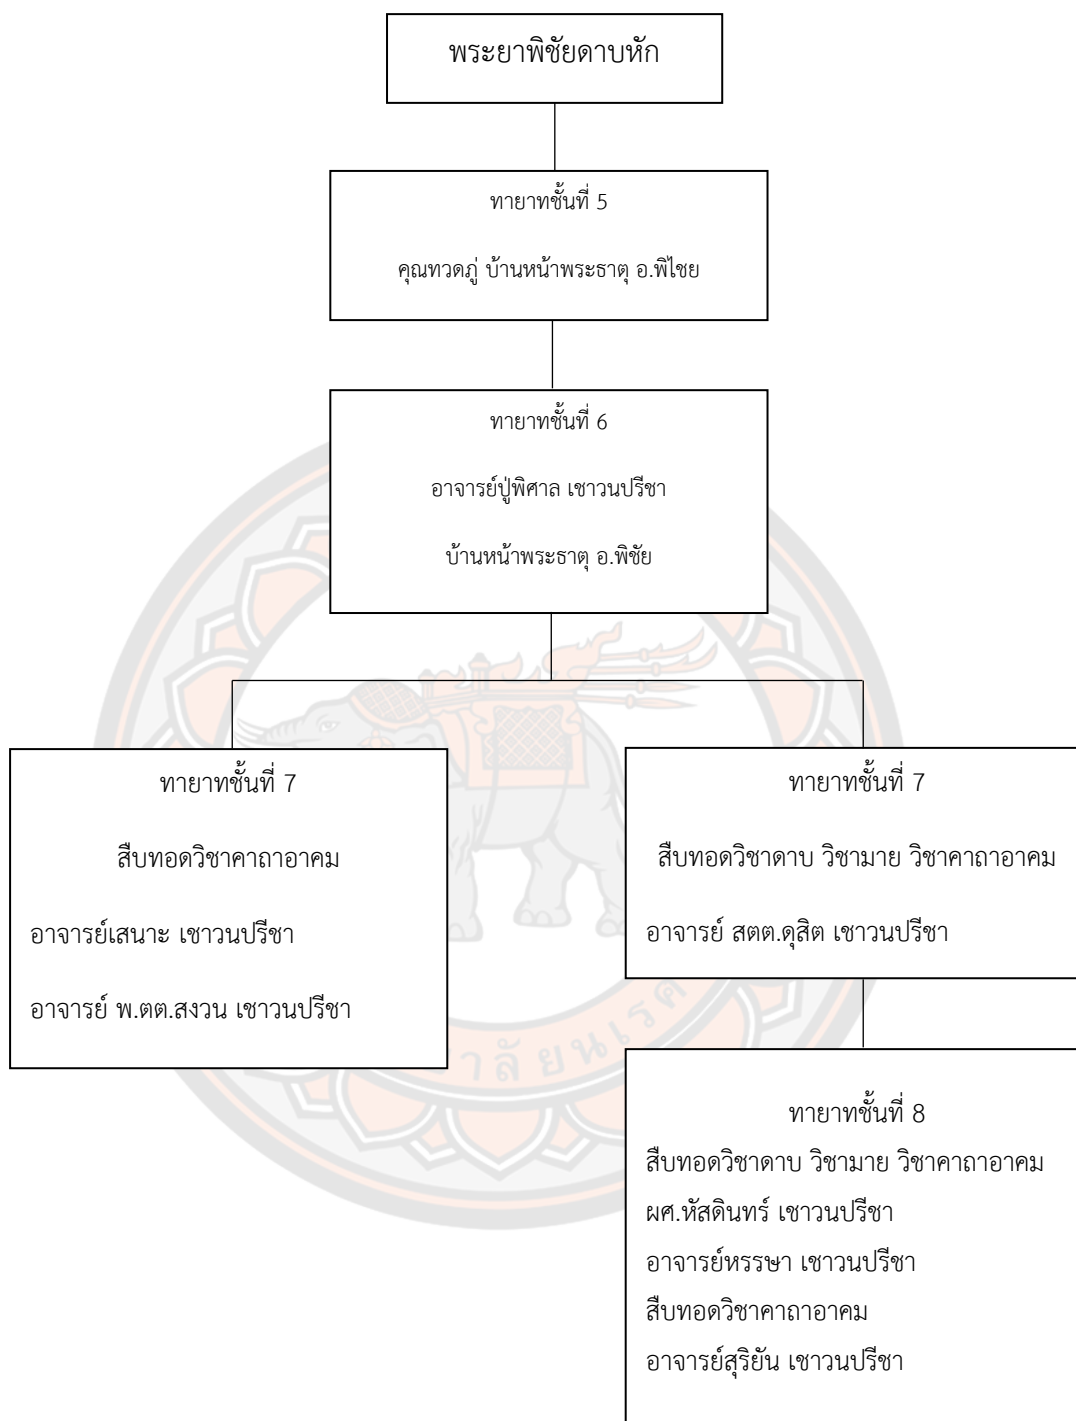 พระยาพิชัยดาบหัก
ทายาทชั้นที่ 5
คุณทวดภู่ บ้านหน้าพระธาตุ อ.พิไชย
ทายาทชั้นที่ 6
อาจารย์ปู่พิศาล เชาวนปรีชา
บ้านหน้าพระธาตุ อ.พิชัย
ทายาทชั้นที่ 7
สืบทอดวิชาคาถาอาคม
อาจารย์เสนาะ เชาวนปรีชา
อาจารย์ พ.ตต.สงวน เชาวนปรีชา
ทายาทชั้นที่ 7
สืบทอดวิชาดาบ วิชามาย วิชาคาถาอาคม
อาจารย์ สตต.ดุสิต เชาวนปรีชา
ทายาทชั้นที่ 8
สืบทอดวิชาดาบ วิชามาย วิชาคาถาอาคม
ผศ.หัสดินทร์ เชาวนปรีชา
อาจารย์หรรษา เชาวนปรีชา
สืบทอดวิชาคาถาอาคม
อาจารย์สุริยัน เชาวนปรีชา